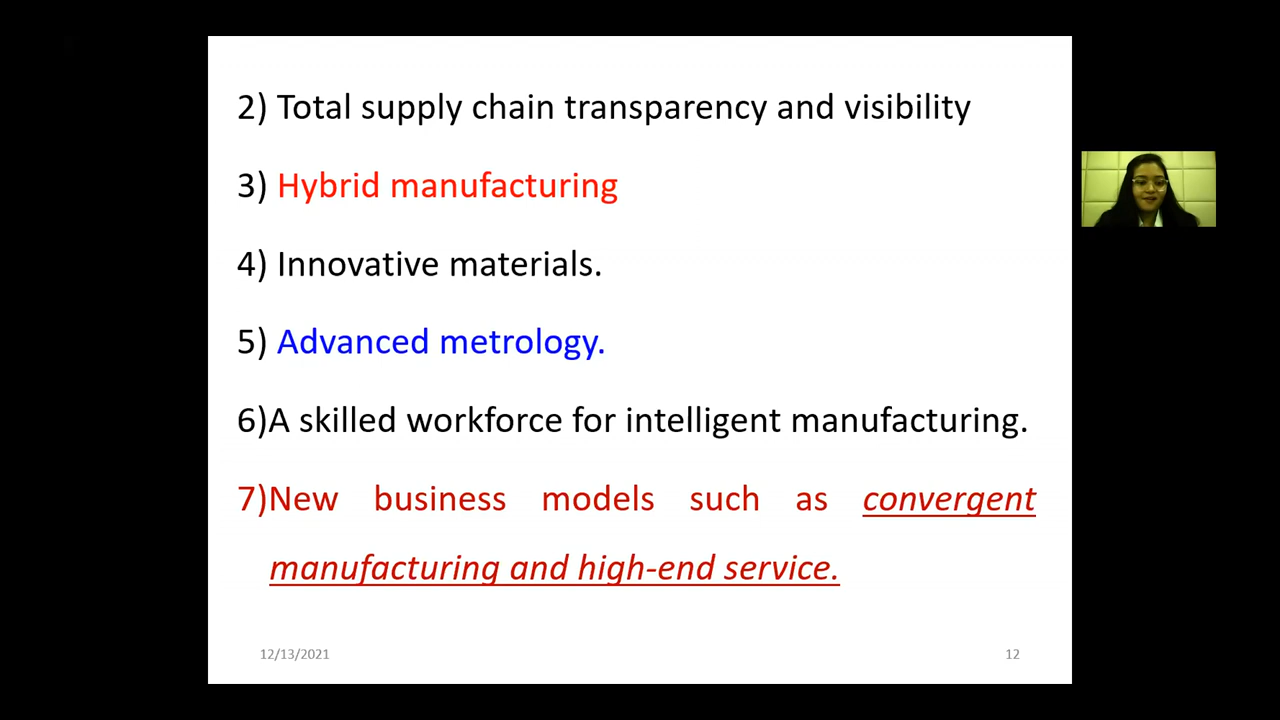 2) Total supply chain transparency and visibility
3) Hybrid manufacturing
4) Innovative materials.
5) Advanced metrology.
6)A skilled workforce for intelligent manufacturing.
7)New business models such as convergent
manufacturing and high-end service.
12/13/2021 12